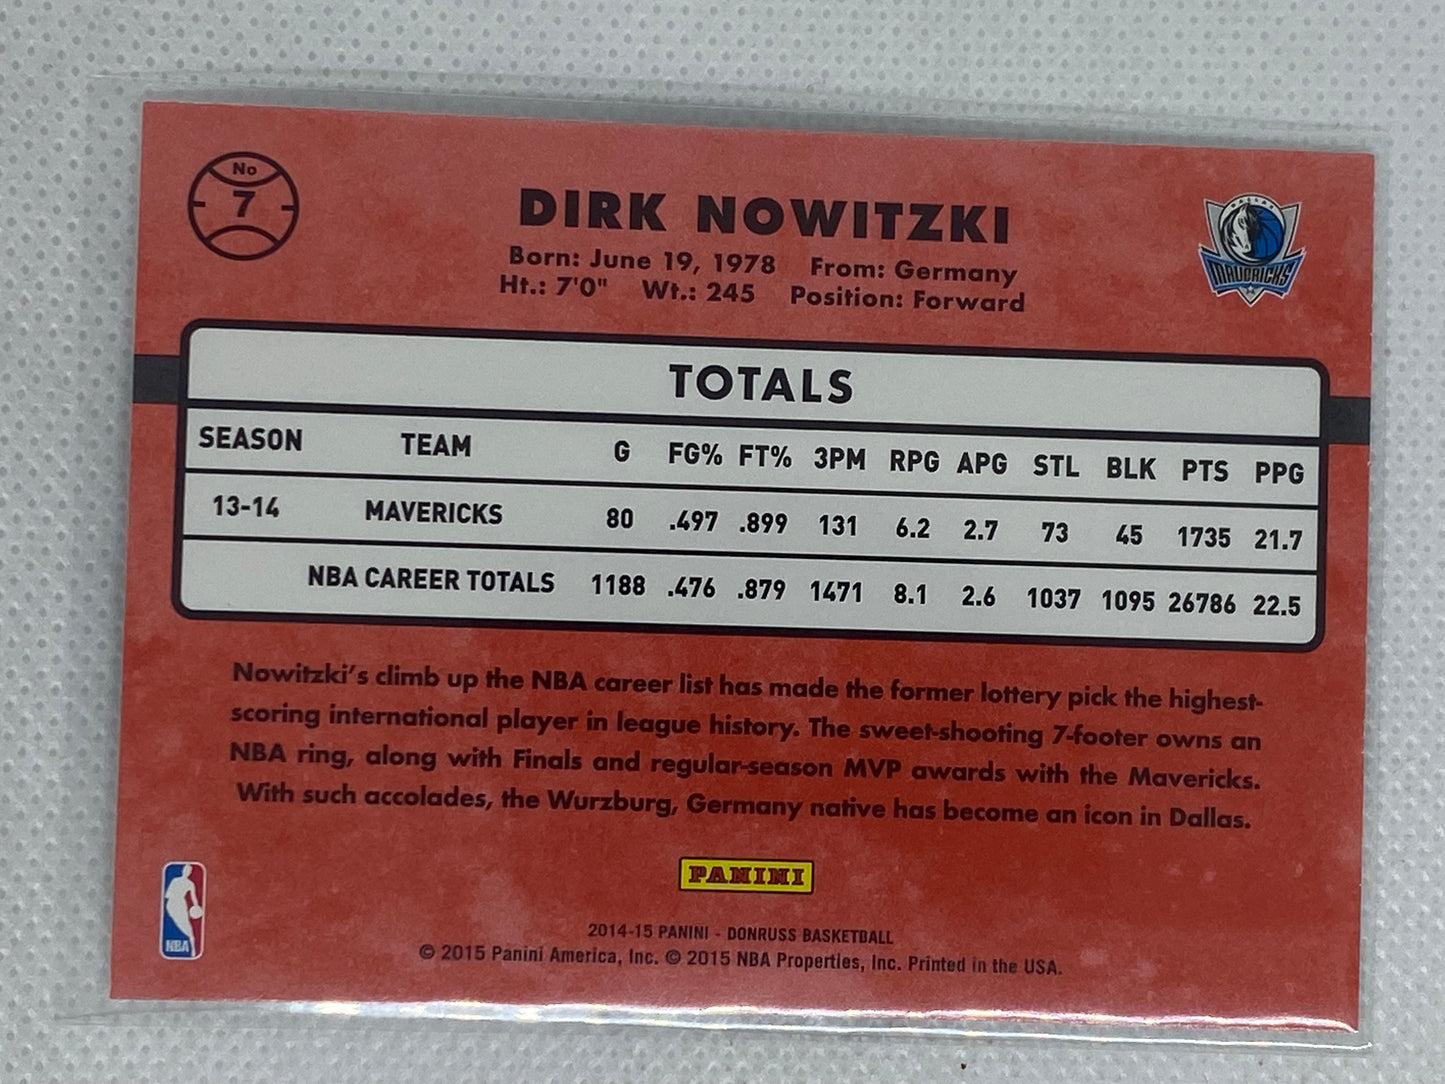 No
7
DIRK NOWITZKI
Born: June 19, 1978 From: Germany
Ht.: 7'0" Wt.: 245 Position: Forward
DALLAS
MAVERICKS
TOTALS
SEASON TEAM G FG% FT% 3PM RPG APG STL BLK PTS PPG
13-14 MAVERICKS 80 .497 .899 131 6.2 2.7 73 45 1735 21.7
NBA CAREER TOTALS 1188 .476 .879 1471 8.1 2.6 1037 1095 26786 22.5
Nowitzki's climb up the NBA career list has made the former lottery pick the highest-
scoring international player in league history. The sweet-shooting 7-footer owns an
NBA ring, along with Finals and regular-season MVP awards with the Mavericks.
With such accolades, the Wurzburg, Germany native has become an icon in Dallas.
PANINI
NBA
2014-15 PANINI - DONRUSS BASKETBALL
© 2015 Panini America, Inc. © 2015 NBA Properties, Inc. Printed in the USA.